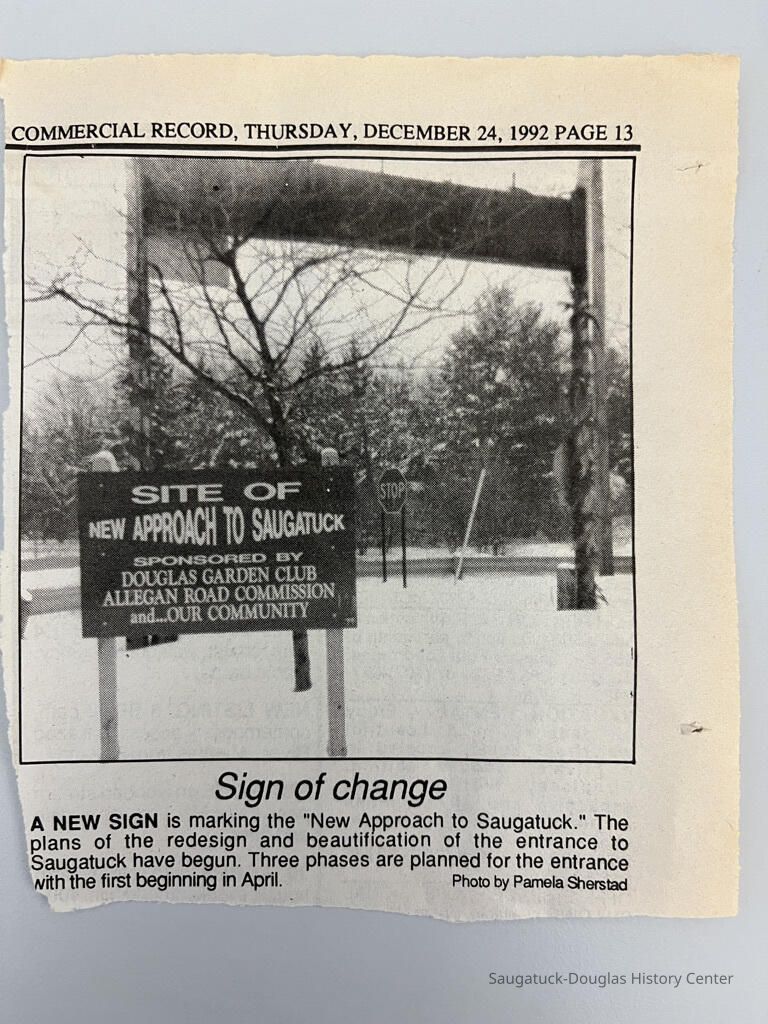 COMMERCIAL RECORD, THURSDAY, DECEMBER 24, 1992 PAGE 13
STOP
SITE OF
NEW APPROACH TO SAUGATUCK
SPONSORED BY
DOUGLAS GARDEN CLUB
ALLEGAN ROAD COMMISSION
and...OUR COMMUNITY
Sign of change
A NEW SIGN is marking the "New Approach to Saugatuck." The
plans of the redesign and beautification of the entrance to
Saugatuck have begun. Three phases are planned for the entrance
with the first beginning in April.
Photo by Pamela Sherstad
Saugatuck-Douglas History Center